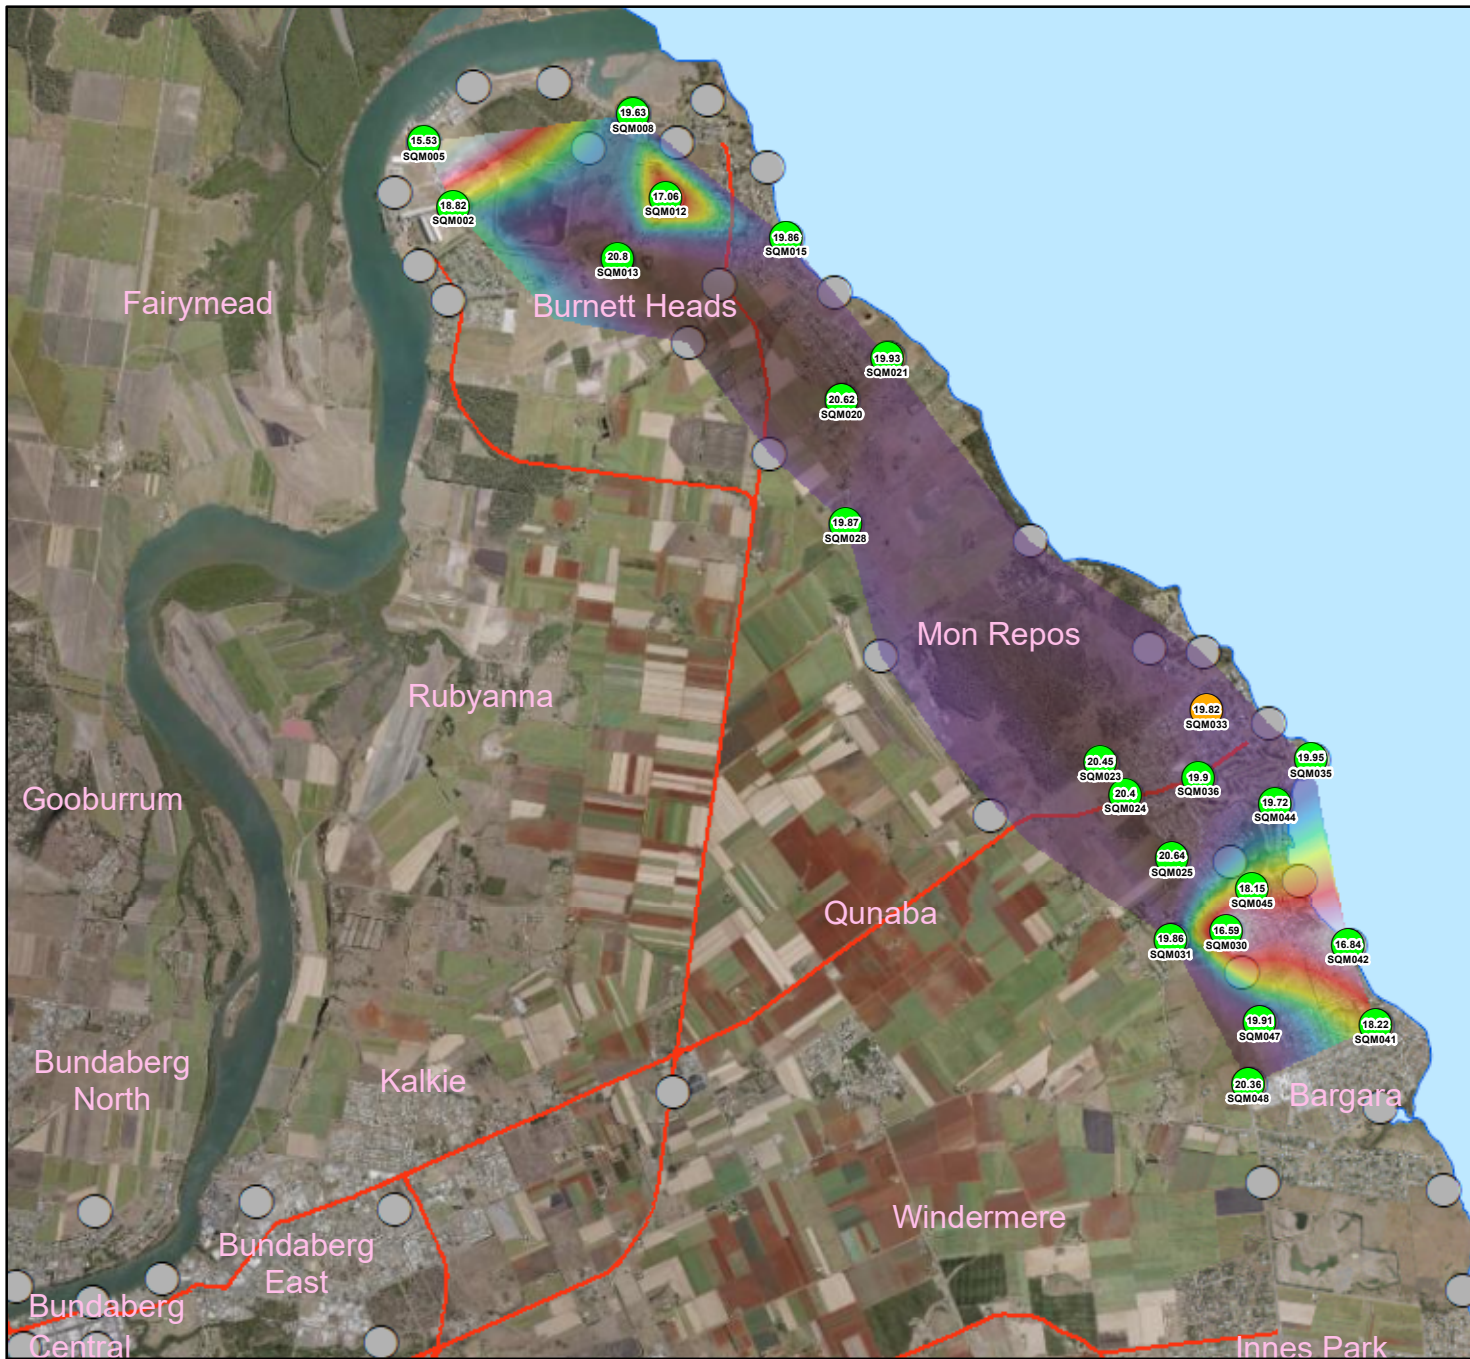 19.63
SQM008
15.53
SQM005
17.06
SQM012
18.82
SQM002
19.86
SQM015
20.8
SQM013
Fairymead
Burnett Heads
19.93
SQM021
20.62
SQM020
19.87
SQM028
Mon Repos
Rubyanna
19.82
SQM033
20.45
SQM023
19.95
SQM035
19.9
SQM036
20.4
SQM024
19.72
SQM044
Gooburrum
20.64
SQM025
18.15
SQM045
Qunaba
16.59
SQM030
19.86
SQM031
16.84
SQM042
19.91
SQM047
18.22
SQM041
Bundaberg
North
Kalkie
20.36
SQM048
Bargara
Windermere
Bundaberg
East
Bundaberg
Central
Innes Park